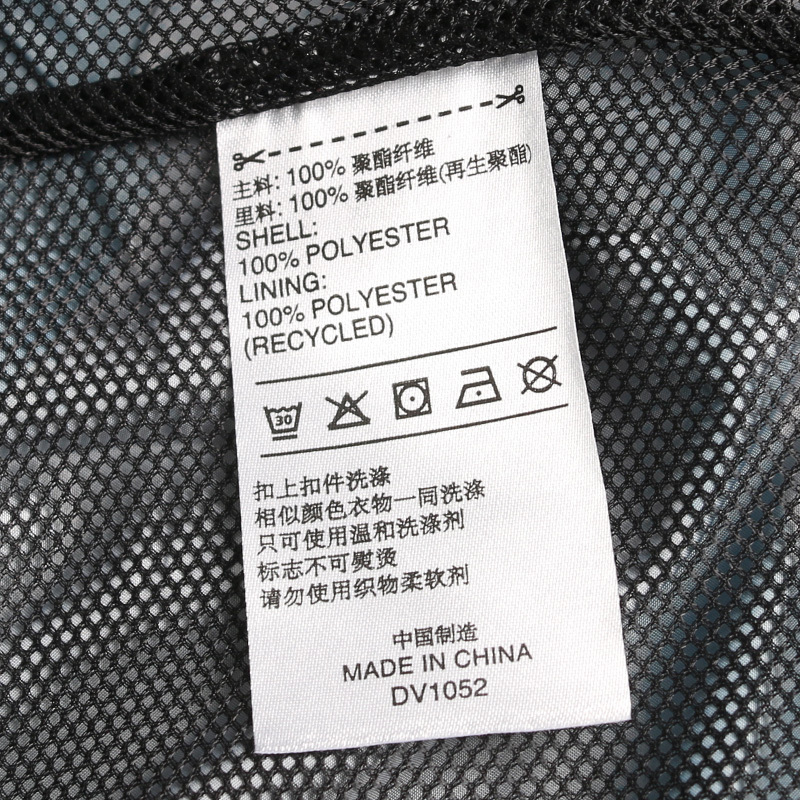 主料: 100% 聚酯纤维
里料: 100% 聚酯纤维(再生聚酯)
SHELL:
100% POLYESTER
LINING:
100% POLYESTER
(RECYCLED)
30
扣上扣件洗涤
相似颜色衣物一同洗涤
只可使用温和洗涤剂
标志不可熨烫
请勿使用织物柔软剂
中国制造
MADE IN CHINA
DV1052